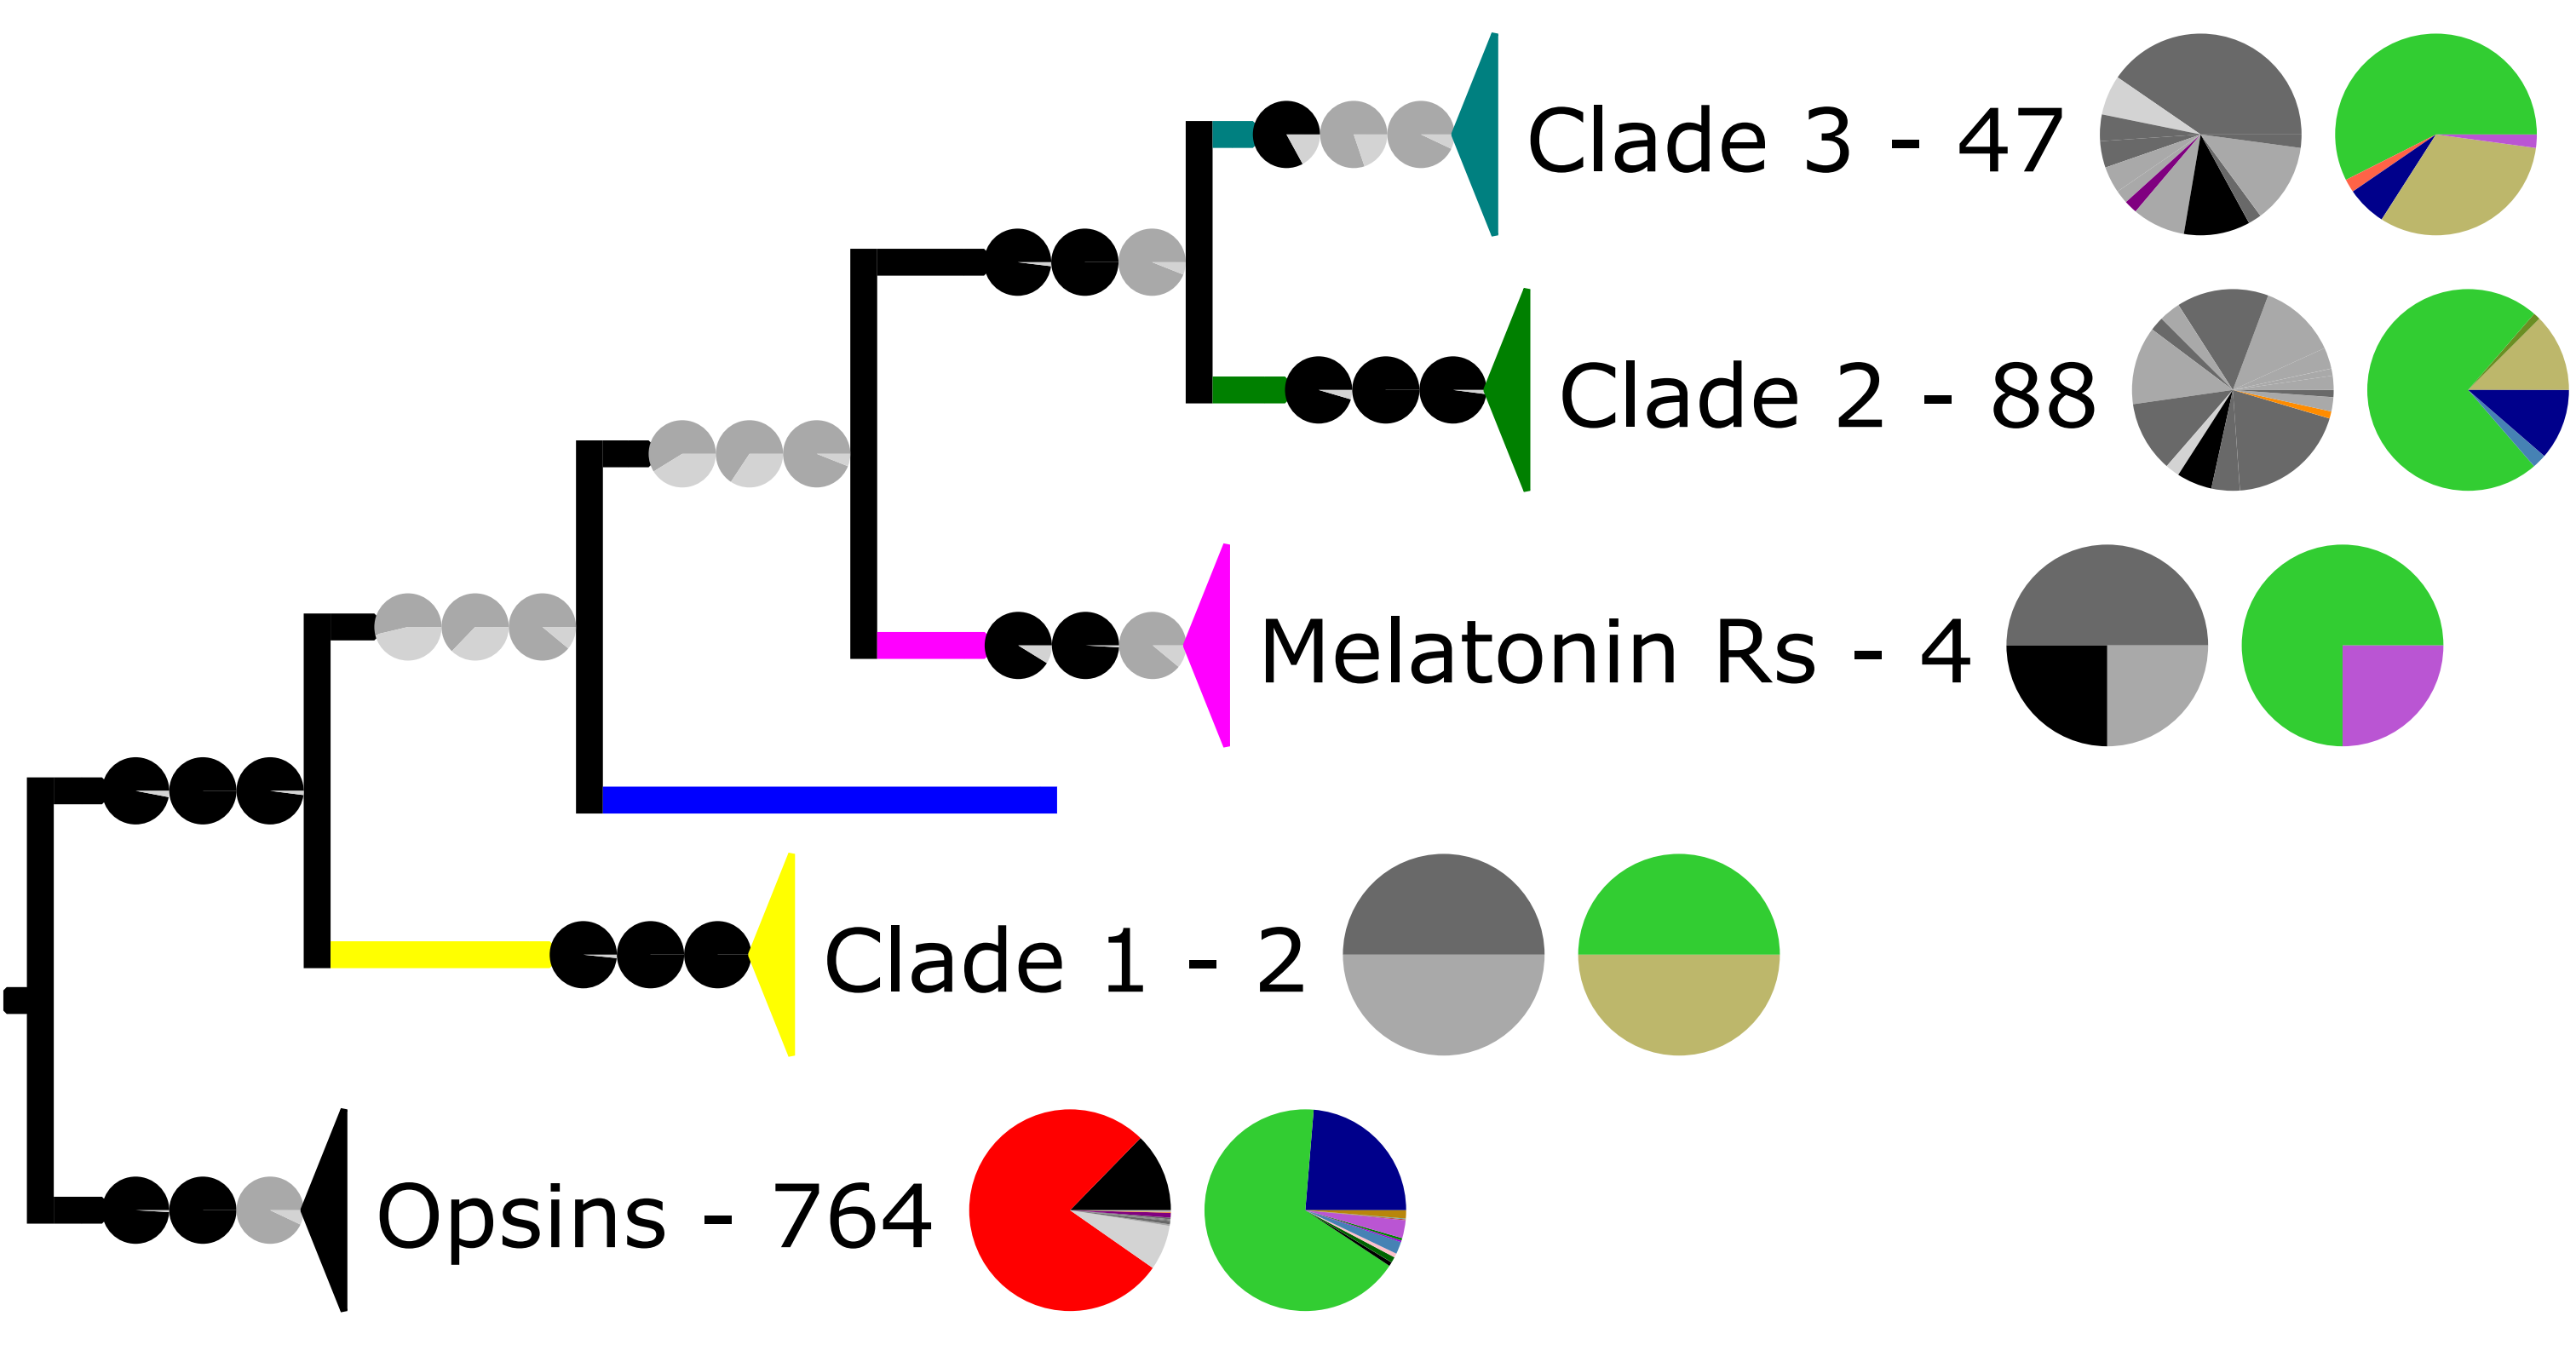 Clade 3 - 47
Clade 2 - 88
Melatonin Rs - 4
Clade 1 - 2
Opsins - 764